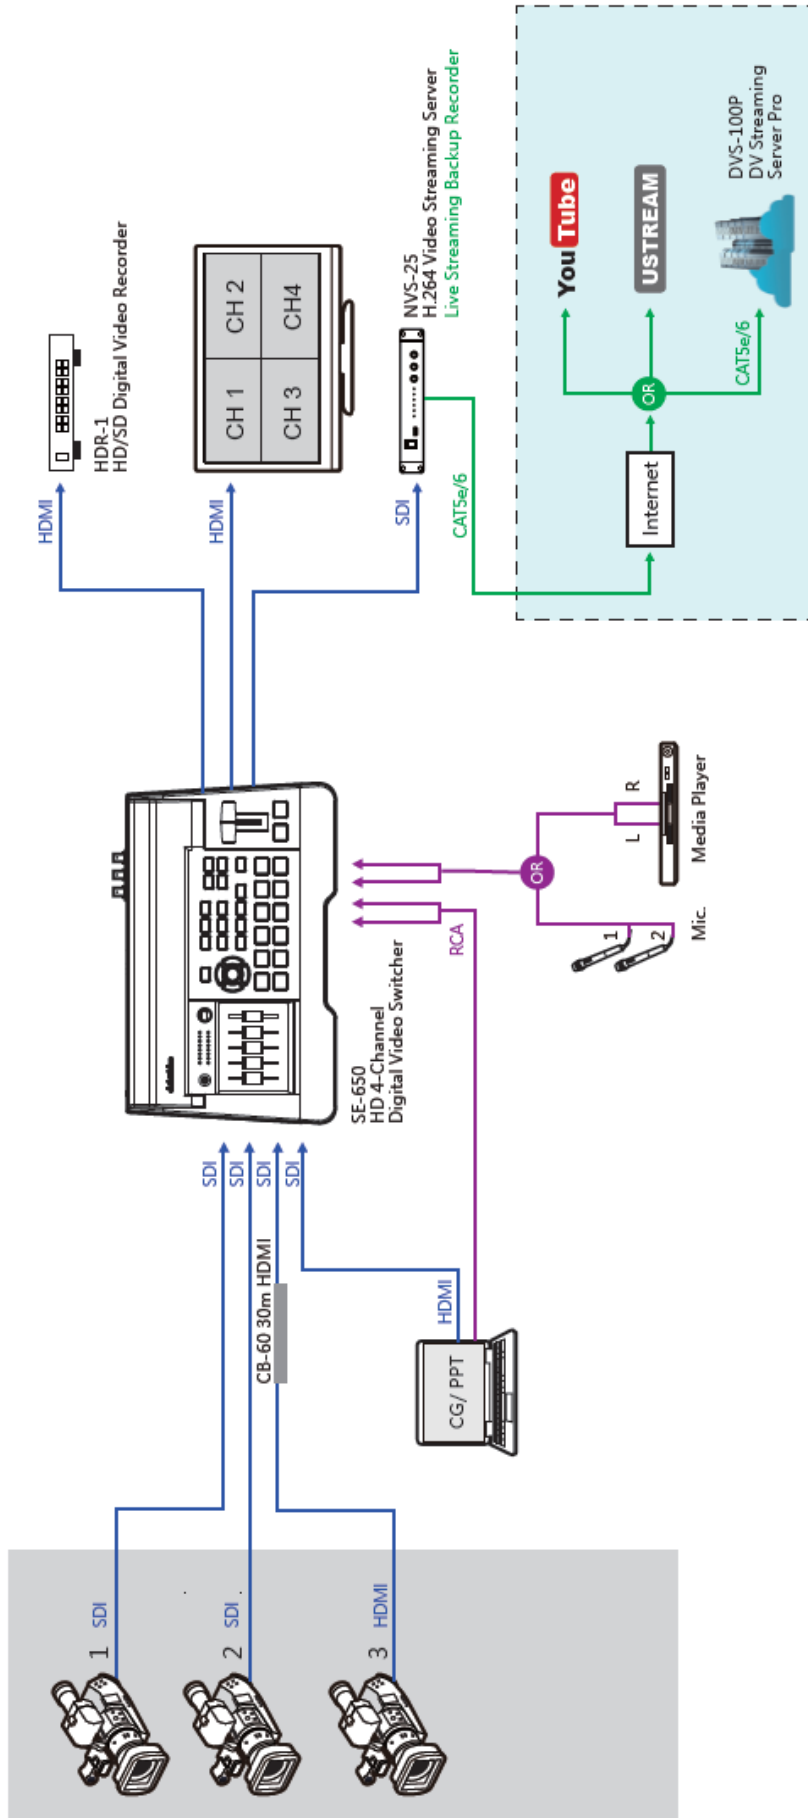 1
SDI
2
SDI
3
HDMI
CB-60 30m HDMI
SDI
SDI
SDI
SDI
CG/ PPT
HDMI
RCA
SE-650
HD 4-Channel
Digital Video Switcher
OR
1
2
Mic.
L
R
Media Player
HDMI
HDR-1
HD/SD Digital Video Recorder
HDMI
CH 1
CH 2
CH 3
CH4
SDI
NVS-25
H.264 Video Streaming Server
Live Streaming Backup Recorder
CAT5e/6
Internet
OR
You Tube
USTREAM
CAT5e/6
DVS-100P
DV Streaming
Server Pro